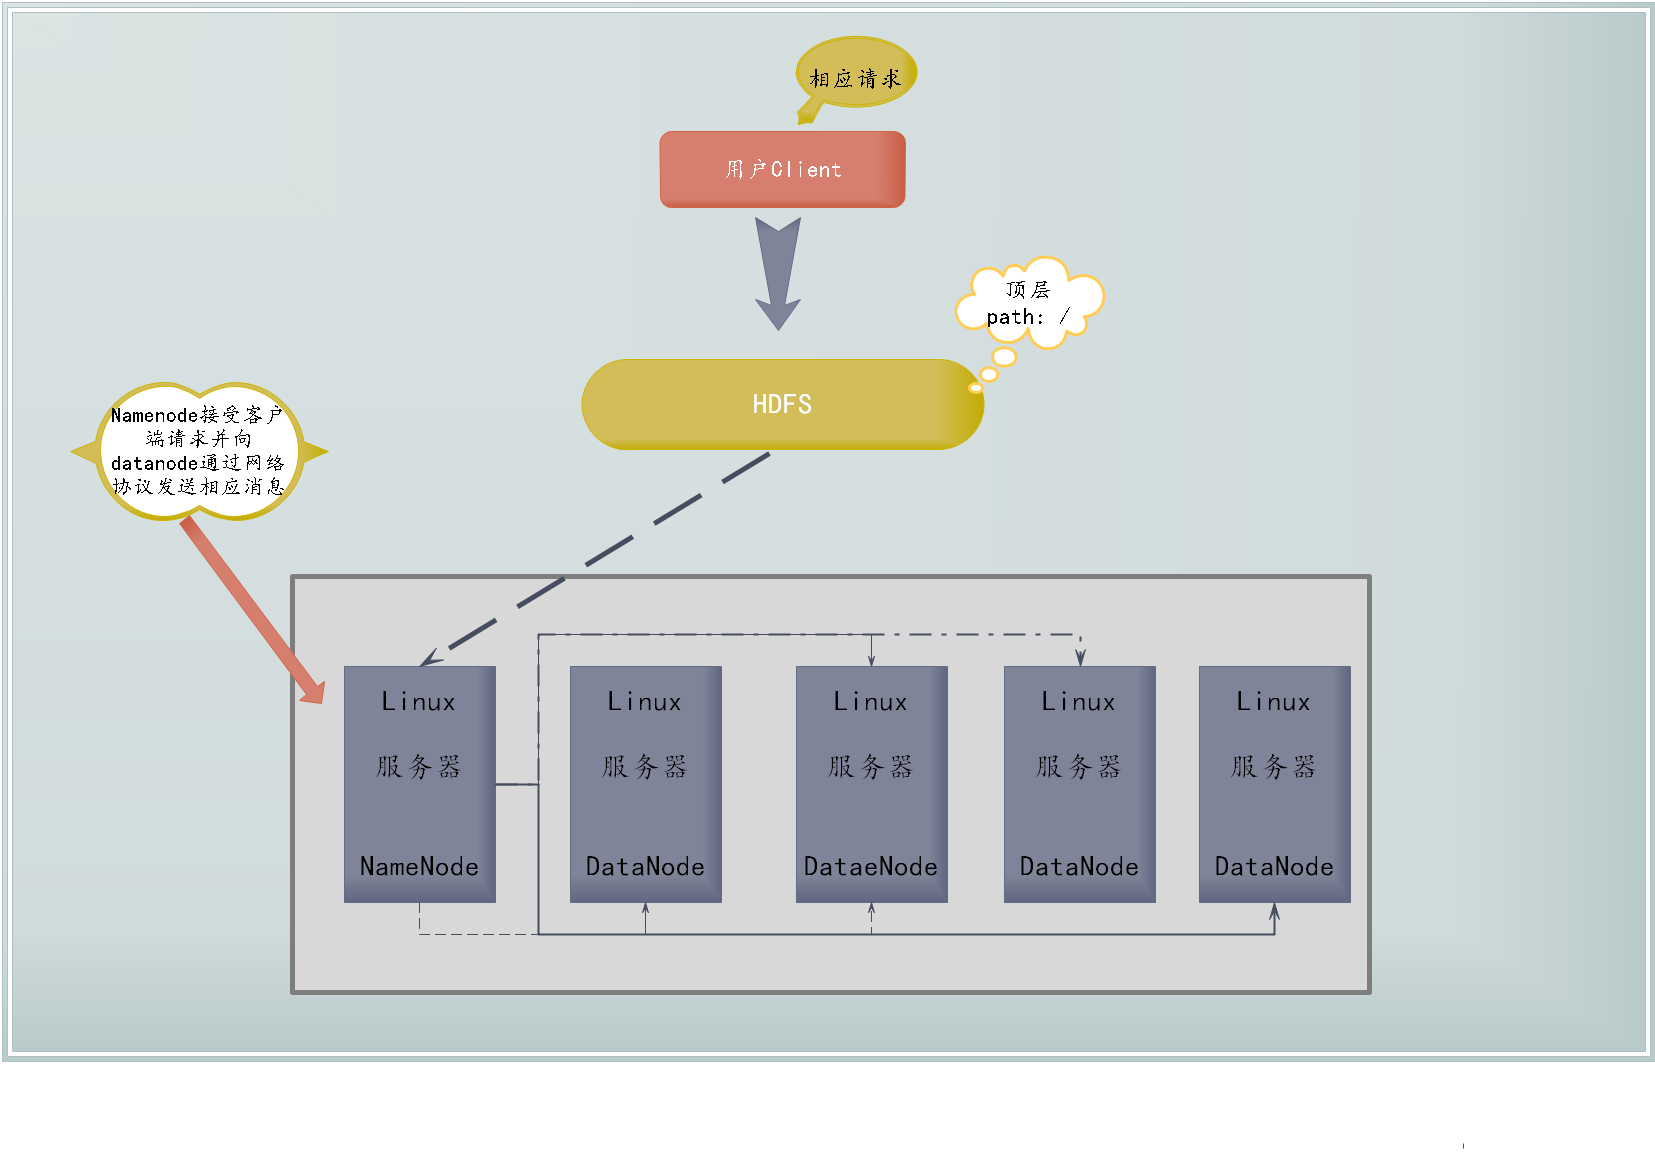 相应请求
用户Client
顶层
path: /
HDFS
Namenode接受客户
端请求并向
datanode通过网络
协议发送相应消息
Linux
服务器
NameNode
Linux
服务器
DataNode
Linux
服务器
DataeNode
Linux
服务器
DataNode
Linux
服务器
DataNode